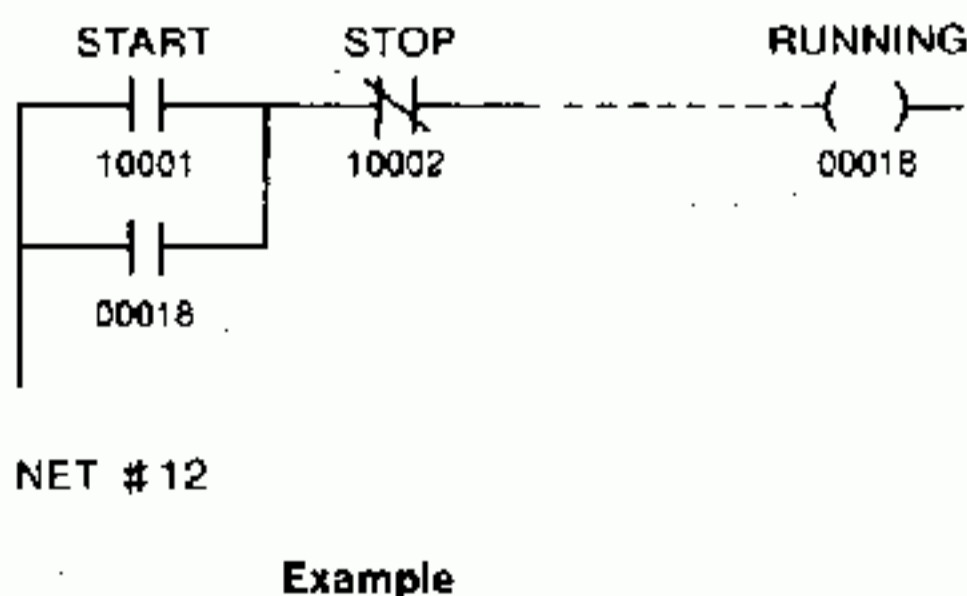 START STOP RUNNING
10001 10002 00018
00018
NET #12
Example